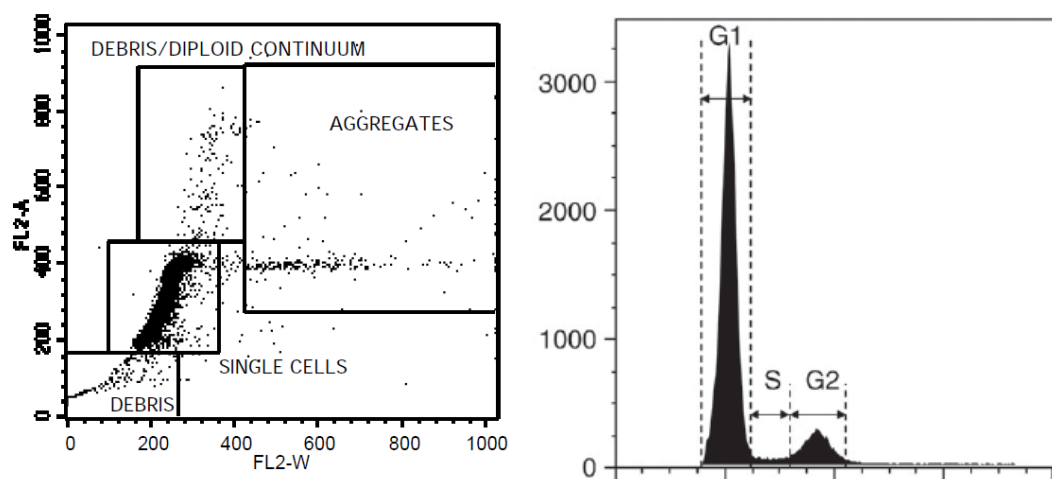 1000
DEBRIS/DIPLOID CONTINUUM
AGGREGATES
800
600
FL2-A
400
200
SINGLE CELLS
DEBRIS
0
0 200 400 600 800 1000
FL2-W
G1
3000
2000
1000
S G2
0